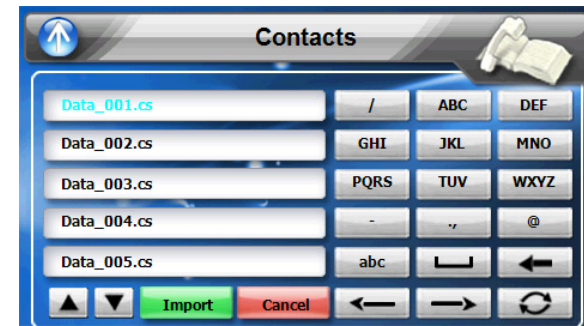 Contacts
Data_001.cs / ABC DEF
Data_002.cs GHI JKL MNO
Data_003.cs PQRS TUV WXYZ
Data_004.cs - ., @
Data_005.cs abc
Import Cancel